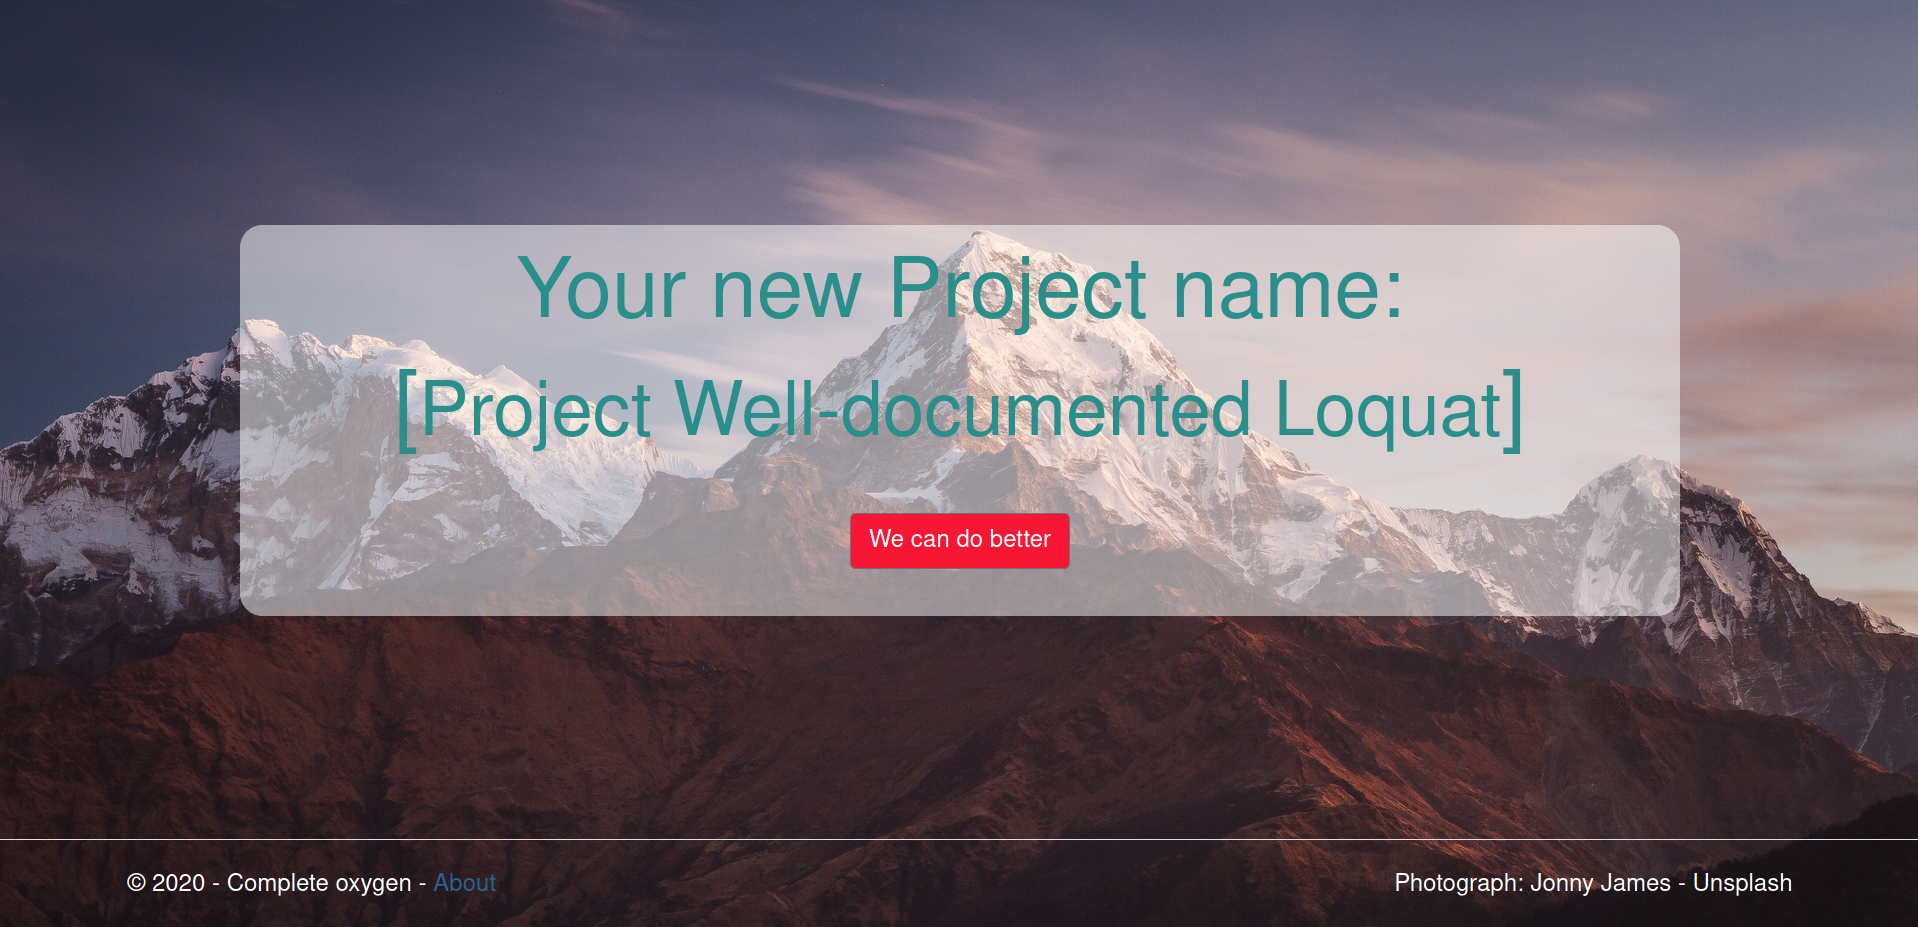 Your new Project name:
[Project Well-documented Loquat]
We can do better
© 2020 - Complete oxygen - About
Photograph: Jonny James - Unsplash